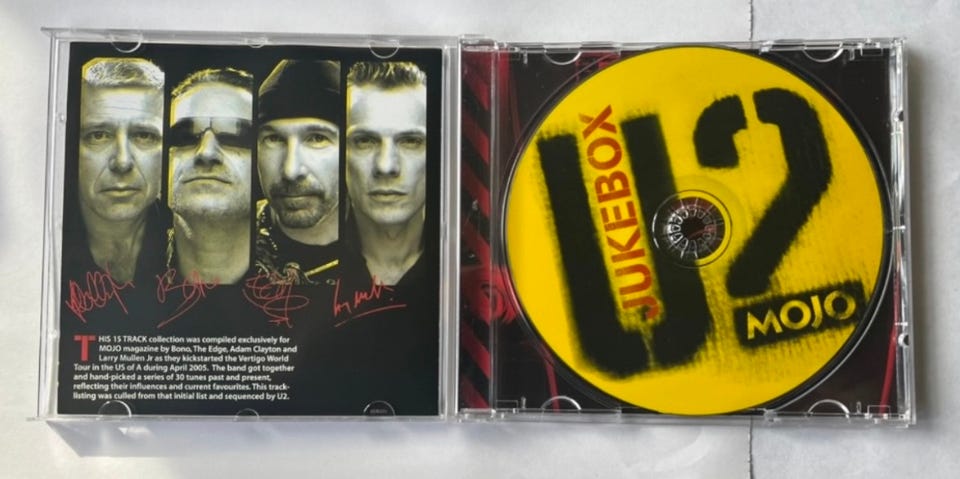 THIS 15 TRACK collection was compiled exclusively for
MOJO magazine by Bono, The Edge, Adam Clayton and
Larry Mullen Jr as they kickstarted the Vertigo World
Tour in the US of A during April 2005. The band got together
and hand-picked a series of 30 tunes past and present,
reflecting their influences and current favourites. This track-
listing was culled from that initial list and sequenced by U2.
U2
JUKEBOX
MOJO